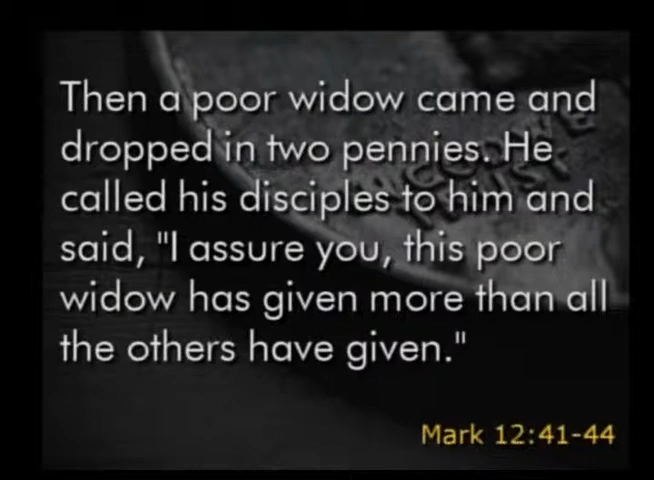 Then a poor widow came and
dropped in two pennies. He
called his disciples to him and
said, "I assure you, this poor
widow has given more than all
the others have given."
Mark 12:41-44